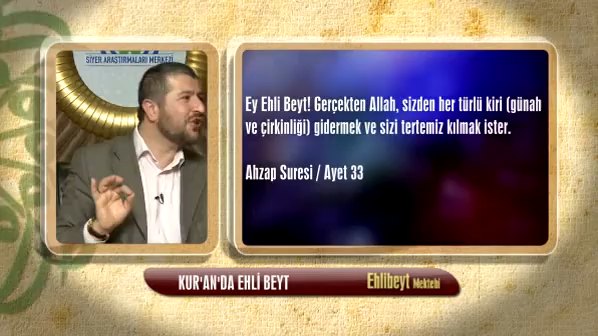 SİYER ARAŞTIRMALARI MERKEZİ
Ey Ehli Beyt! Gerçekten Allah, sizden her türlü kiri (günah
ve çirkinliği) gidermek ve sizi tertemiz kılmak ister.
Ahzap Suresi / Ayet 33
KUR'AN'DA EHLİ BEYT
Ehlibeyt Mektebi